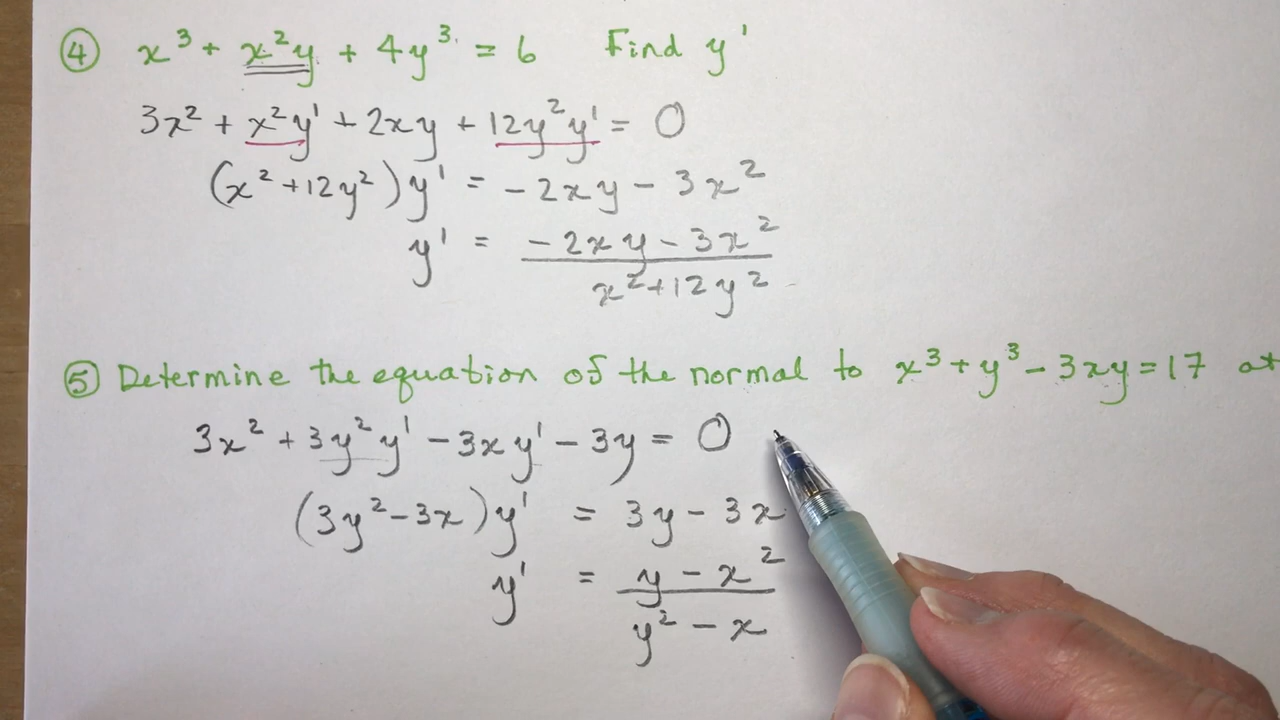 ④ x³ + x²y + 4y³ = 6 Find y'
3x² + x²y' + 2xy + 12y²y' = 0
(x² + 12y²)y' = -2xy - 3x²
y' = (-2xy - 3x²)/(x² + 12y²)
⑤ Determine the equation of the normal to x³ + y³ - 3xy = 17 at
3x² + 3y²y' - 3xy' - 3y = 0
(3y² - 3x)y' = 3y - 3x
y' = (y - x²)/(y² - x)